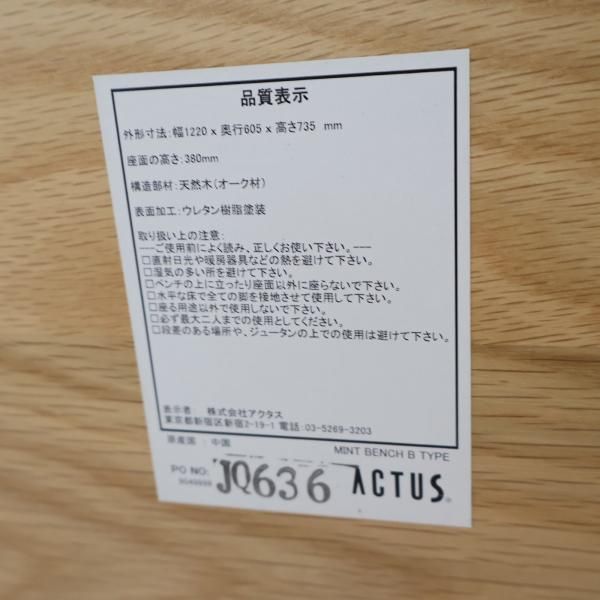 品質表示
外形寸法:幅1220 x 奥行605 x 高さ735 mm
座面の高さ:380mm
構造部材:天然木(オーク材)
表面加工:ウレタン樹脂塗装
取り扱い上の注意:
---ご使用前によく読み、正しくお使い下さい。---
□直射日光や暖房器具などの熱を避けて下さい。
□湿気の多い所を避けて下さい。
□ベンチの上に立ったり座面以外に座らないで下さい。
□水平な床で全ての脚を接地させて使用して下さい。
□座る用途以外で使用しないで下さい。
□必ず最大二人までの使用としてください。
□段差のある場所や、ジュータンの上での使用は避けて下さい。
表示者 株式会社アクタス
東京都新宿区新宿2-19-1 電話:03-5269-3203
原産国 : 中国
MINT BENCH B TYPE
PO NO: JQ636 ACTUS®